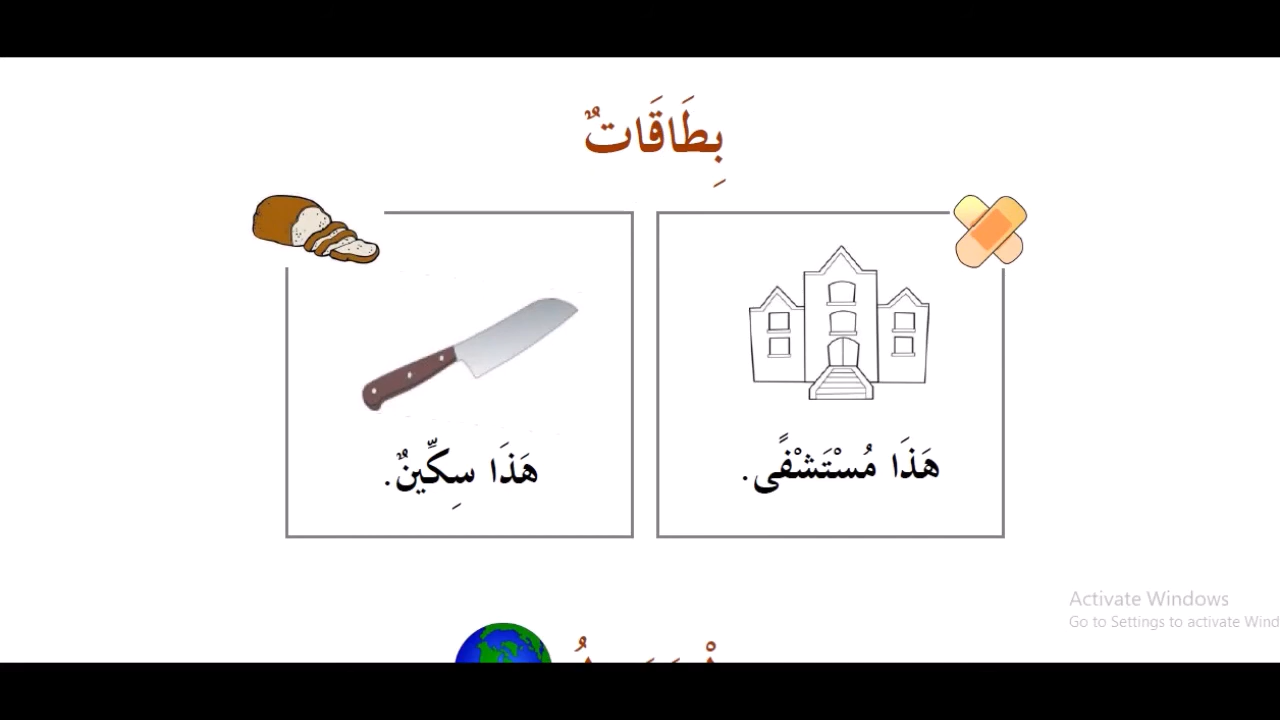 بِطَاقَاتٌ
هَذَا مُسْتَشْفًى.
هَذَا سِكِّينٌ.
Activate Windows
Go to Settings to activate Wind